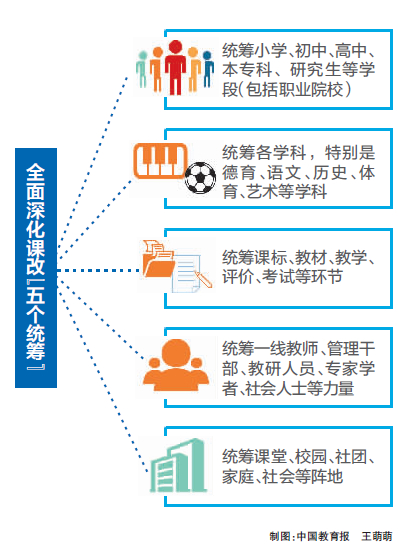 全面深化课改『五个统筹』
统筹小学、初中、高中、
本专科、研究生等学
段(包括职业院校)
统筹各学科，特别是
德育、语文、历史、体
育、艺术等学科
统筹课标、教材、教学、
评价、考试等环节
统筹一线教师、管理干
部、教研人员、专家学
者、社会人士等力量
统筹课堂、校园、社团、
家庭、社会等阵地
制图:中国教育报 王萌萌